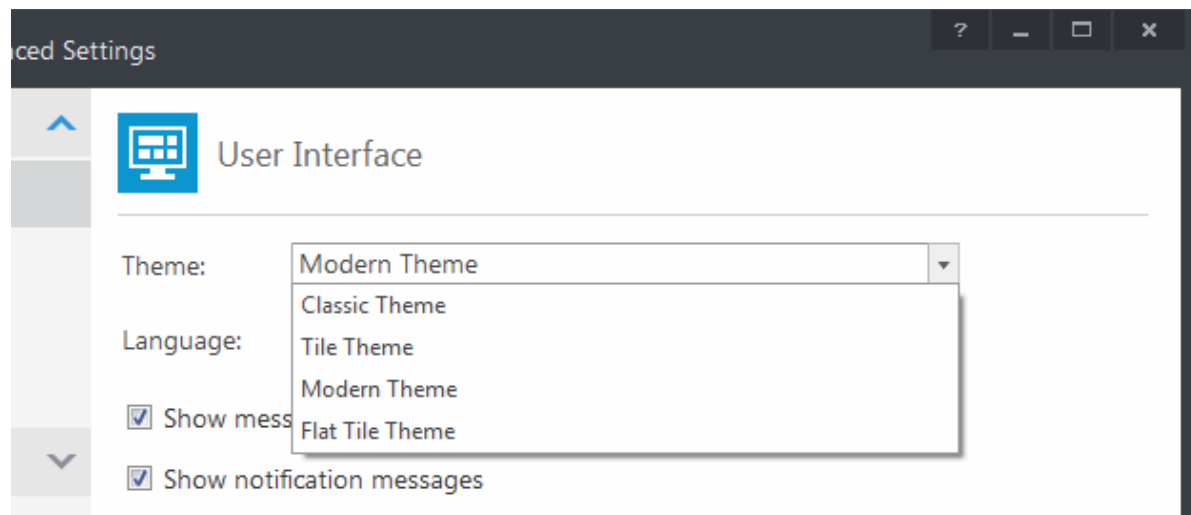 ced Settings
?
User Interface
Theme: Modern Theme
Classic Theme
Language:
Tile Theme
Modern Theme
Show mess
Flat Tile Theme
Show notification messages